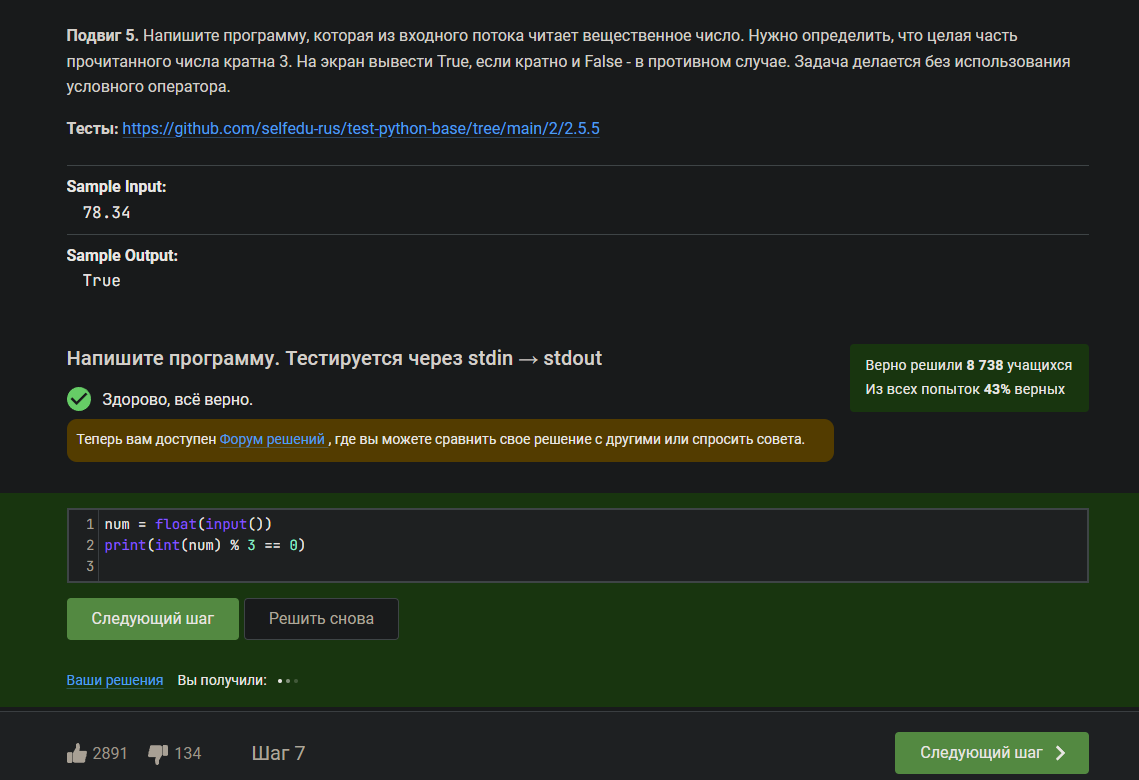 Подвиг 5. Напишите программу, которая из входного потока читает вещественное число. Нужно определить, что целая часть
прочитанного числа кратна 3. На экран вывести True, если кратно и False - в противном случае. Задача делается без использования
условного оператора.
Тесты: https://github.com/selfedu-rus/test-python-base/tree/main/2/2.5.5
Sample Input:
78.34
Sample Output:
True
Напишите программу. Тестируется через stdin → stdout
Верно решили 8 738 учащихся
Из всех попыток 43% верных
Здорово, всё верно.
Теперь вам доступен Форум решений , где вы можете сравнить свое решение с другими или спросить совета.
1 num = float(input())
2 print(int(num) % 3 == 0)
3
Следующий шаг Решить снова
Ваши решения Вы получили:
2891 134 Шаг 7 Следующий шаг